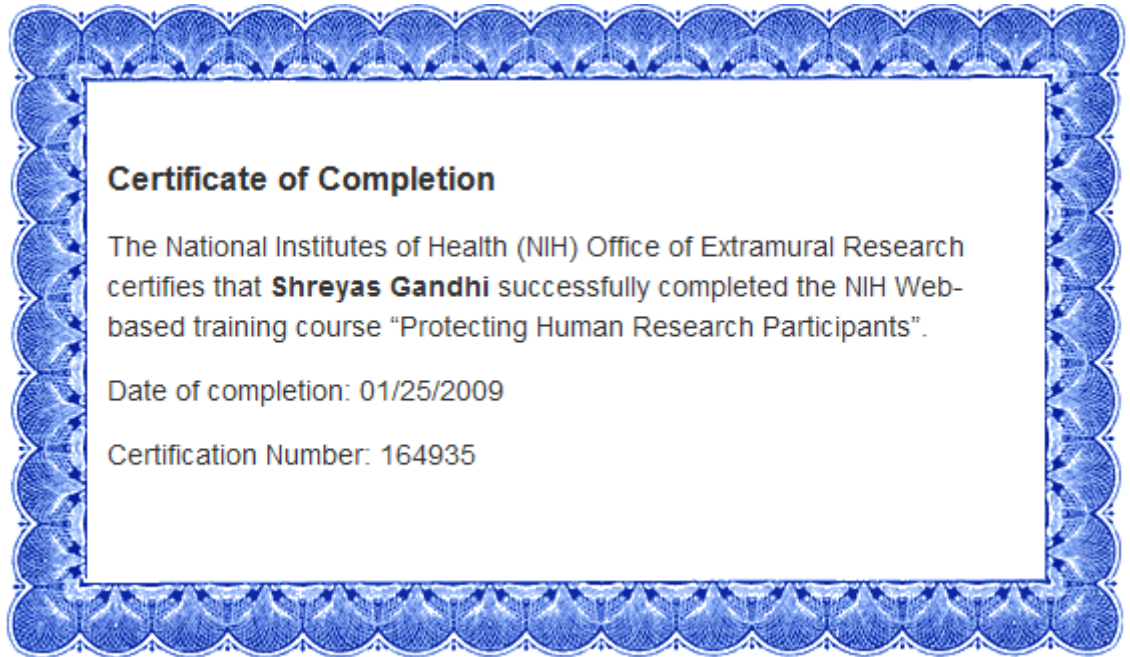 Certificate of Completion
The National Institutes of Health (NIH) Office of Extramural Research
certifies that Shreyas Gandhi successfully completed the NIH Web-
based training course “Protecting Human Research Participants”.
Date of completion: 01/25/2009
Certification Number: 164935